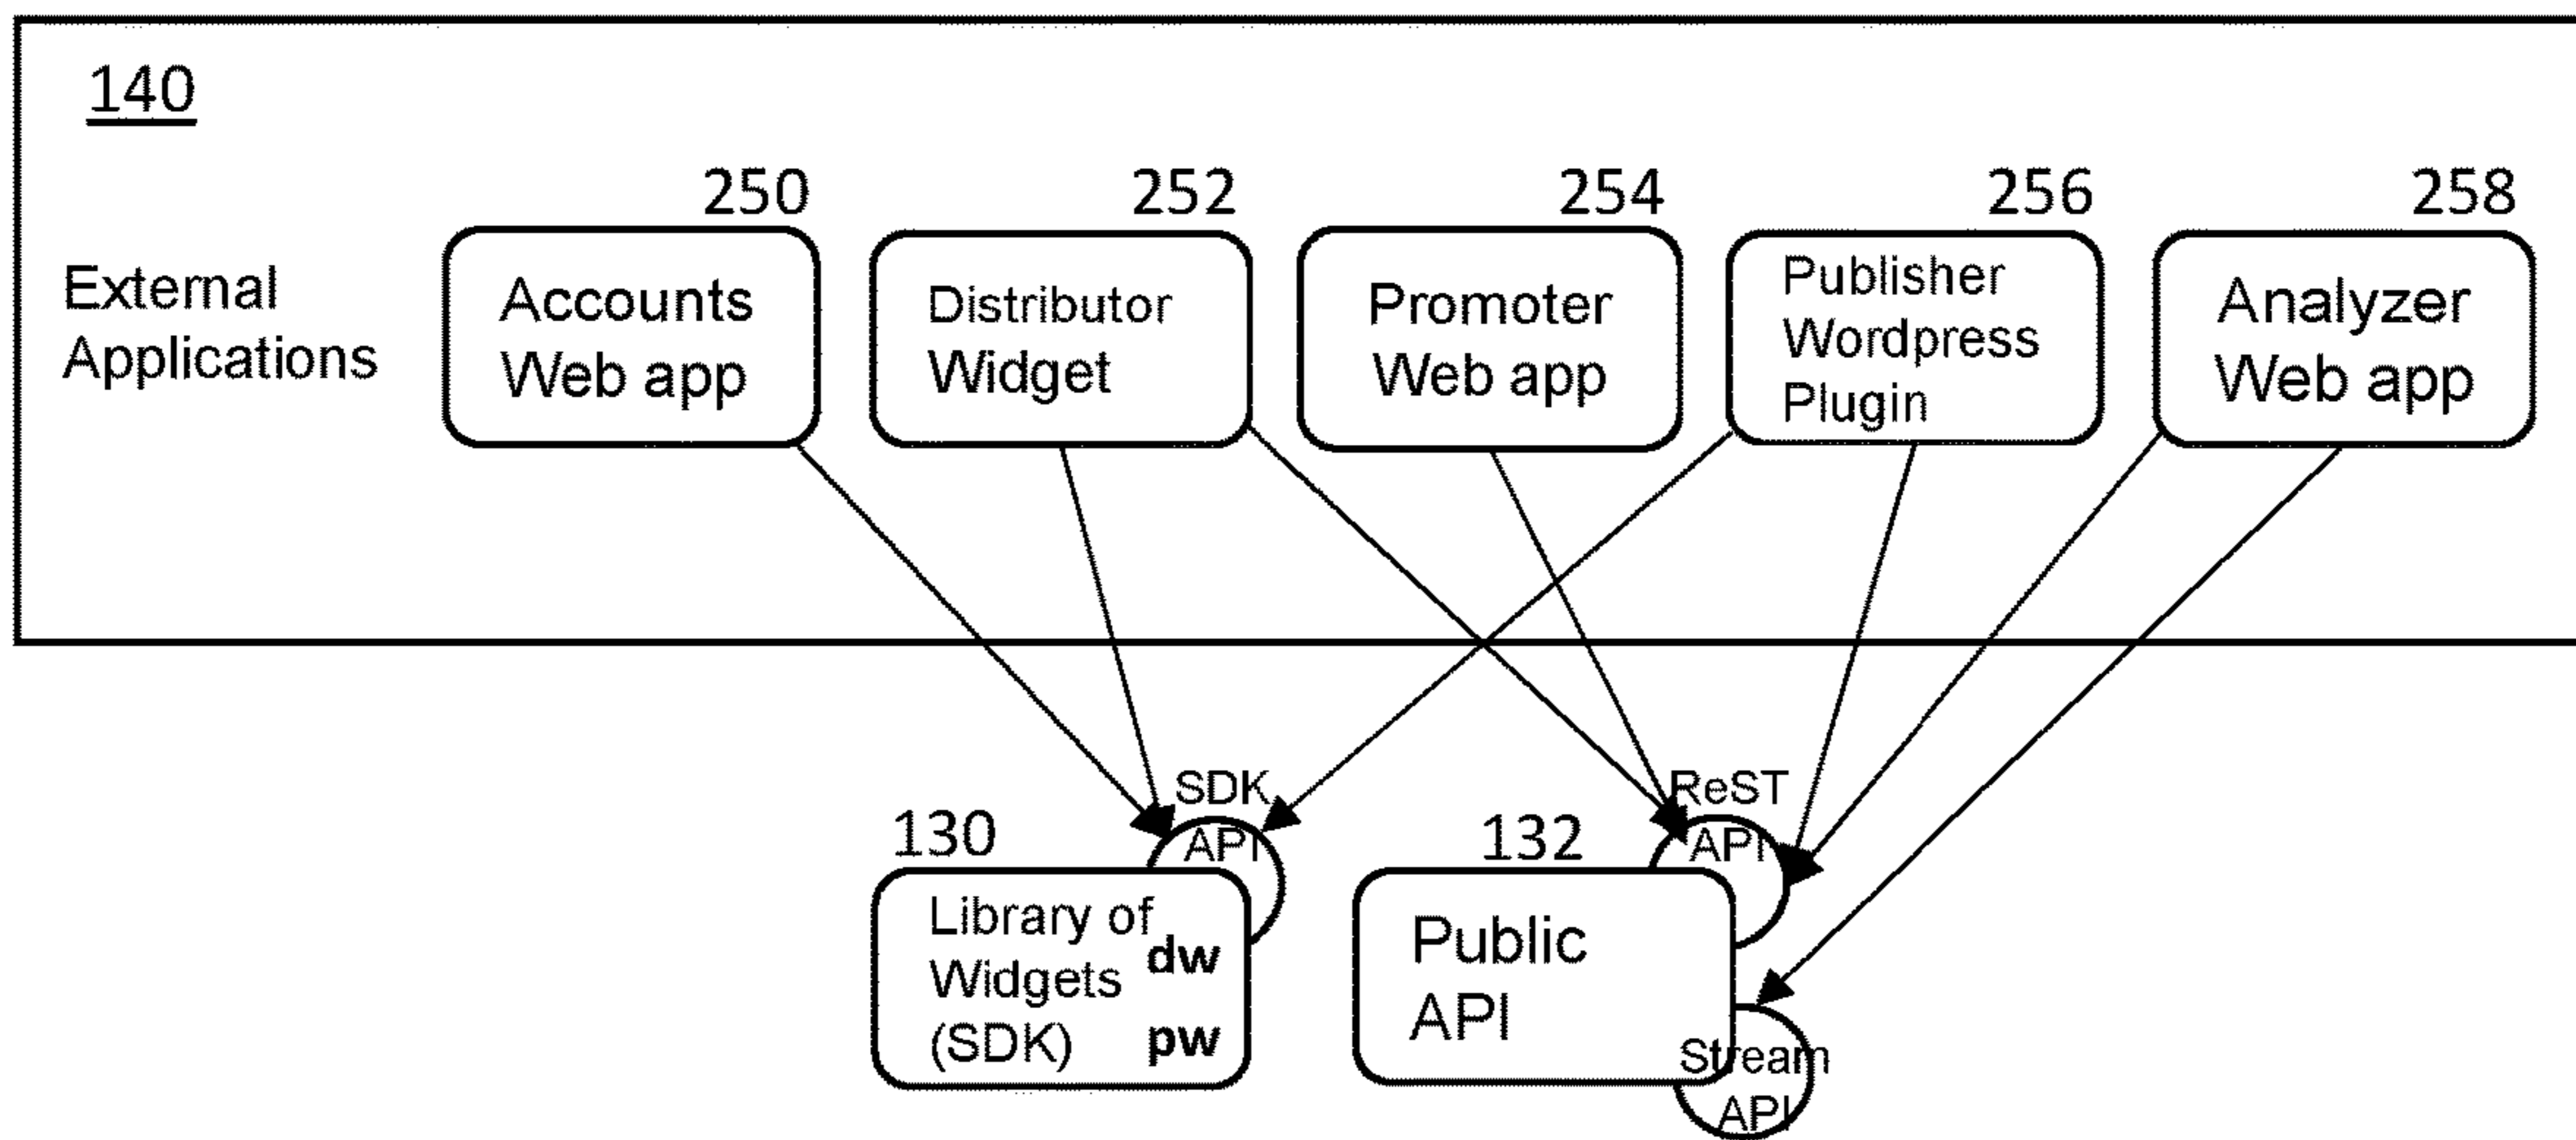 140
External
Applications
250
Accounts
Web app
252
Distributor
Widget
254
Promoter
Web app
256
Publisher
Wordpress
Plugin
258
Analyzer
Web app
SDK
API
130
Library of
Widgets
(SDK)
dw
pw
ReST
API
132
Public
API
Stream
API